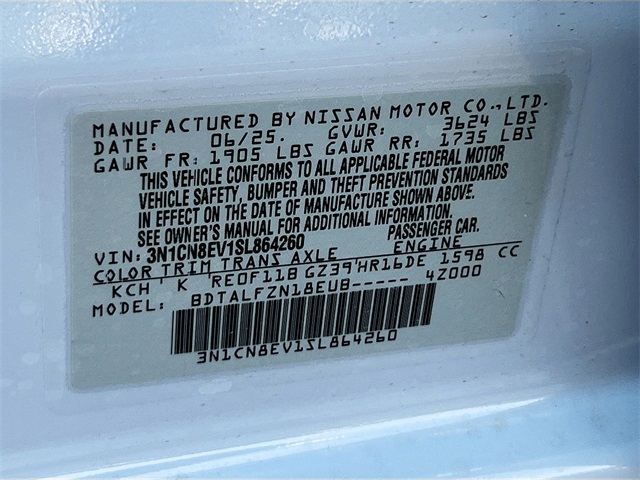 MANUFACTURED BY NISSAN MOTOR CO., LTD.
DATE: 06/25. GVWR: 3624 LBS
GAWR FR: 1905 LBS GAWR RR: 1735 LBS
THIS VEHICLE CONFORMS TO ALL APPLICABLE FEDERAL MOTOR
VEHICLE SAFETY, BUMPER AND THEFT PREVENTION STANDARDS
IN EFFECT ON THE DATE OF MANUFACTURE SHOWN ABOVE.
SEE OWNER'S MANUAL FOR ADDITIONAL INFORMATION.
VIN: 3N1CN8EV1SL864260 PASSENGER CAR.
COLOR TRIM TRANS AXLE ENGINE
KCH K RE0F11B GZ39 HR16DE 1598 CC
MODEL: BDTALFZN18EUB----- 4Z000
3N1CN8EV1SL864260